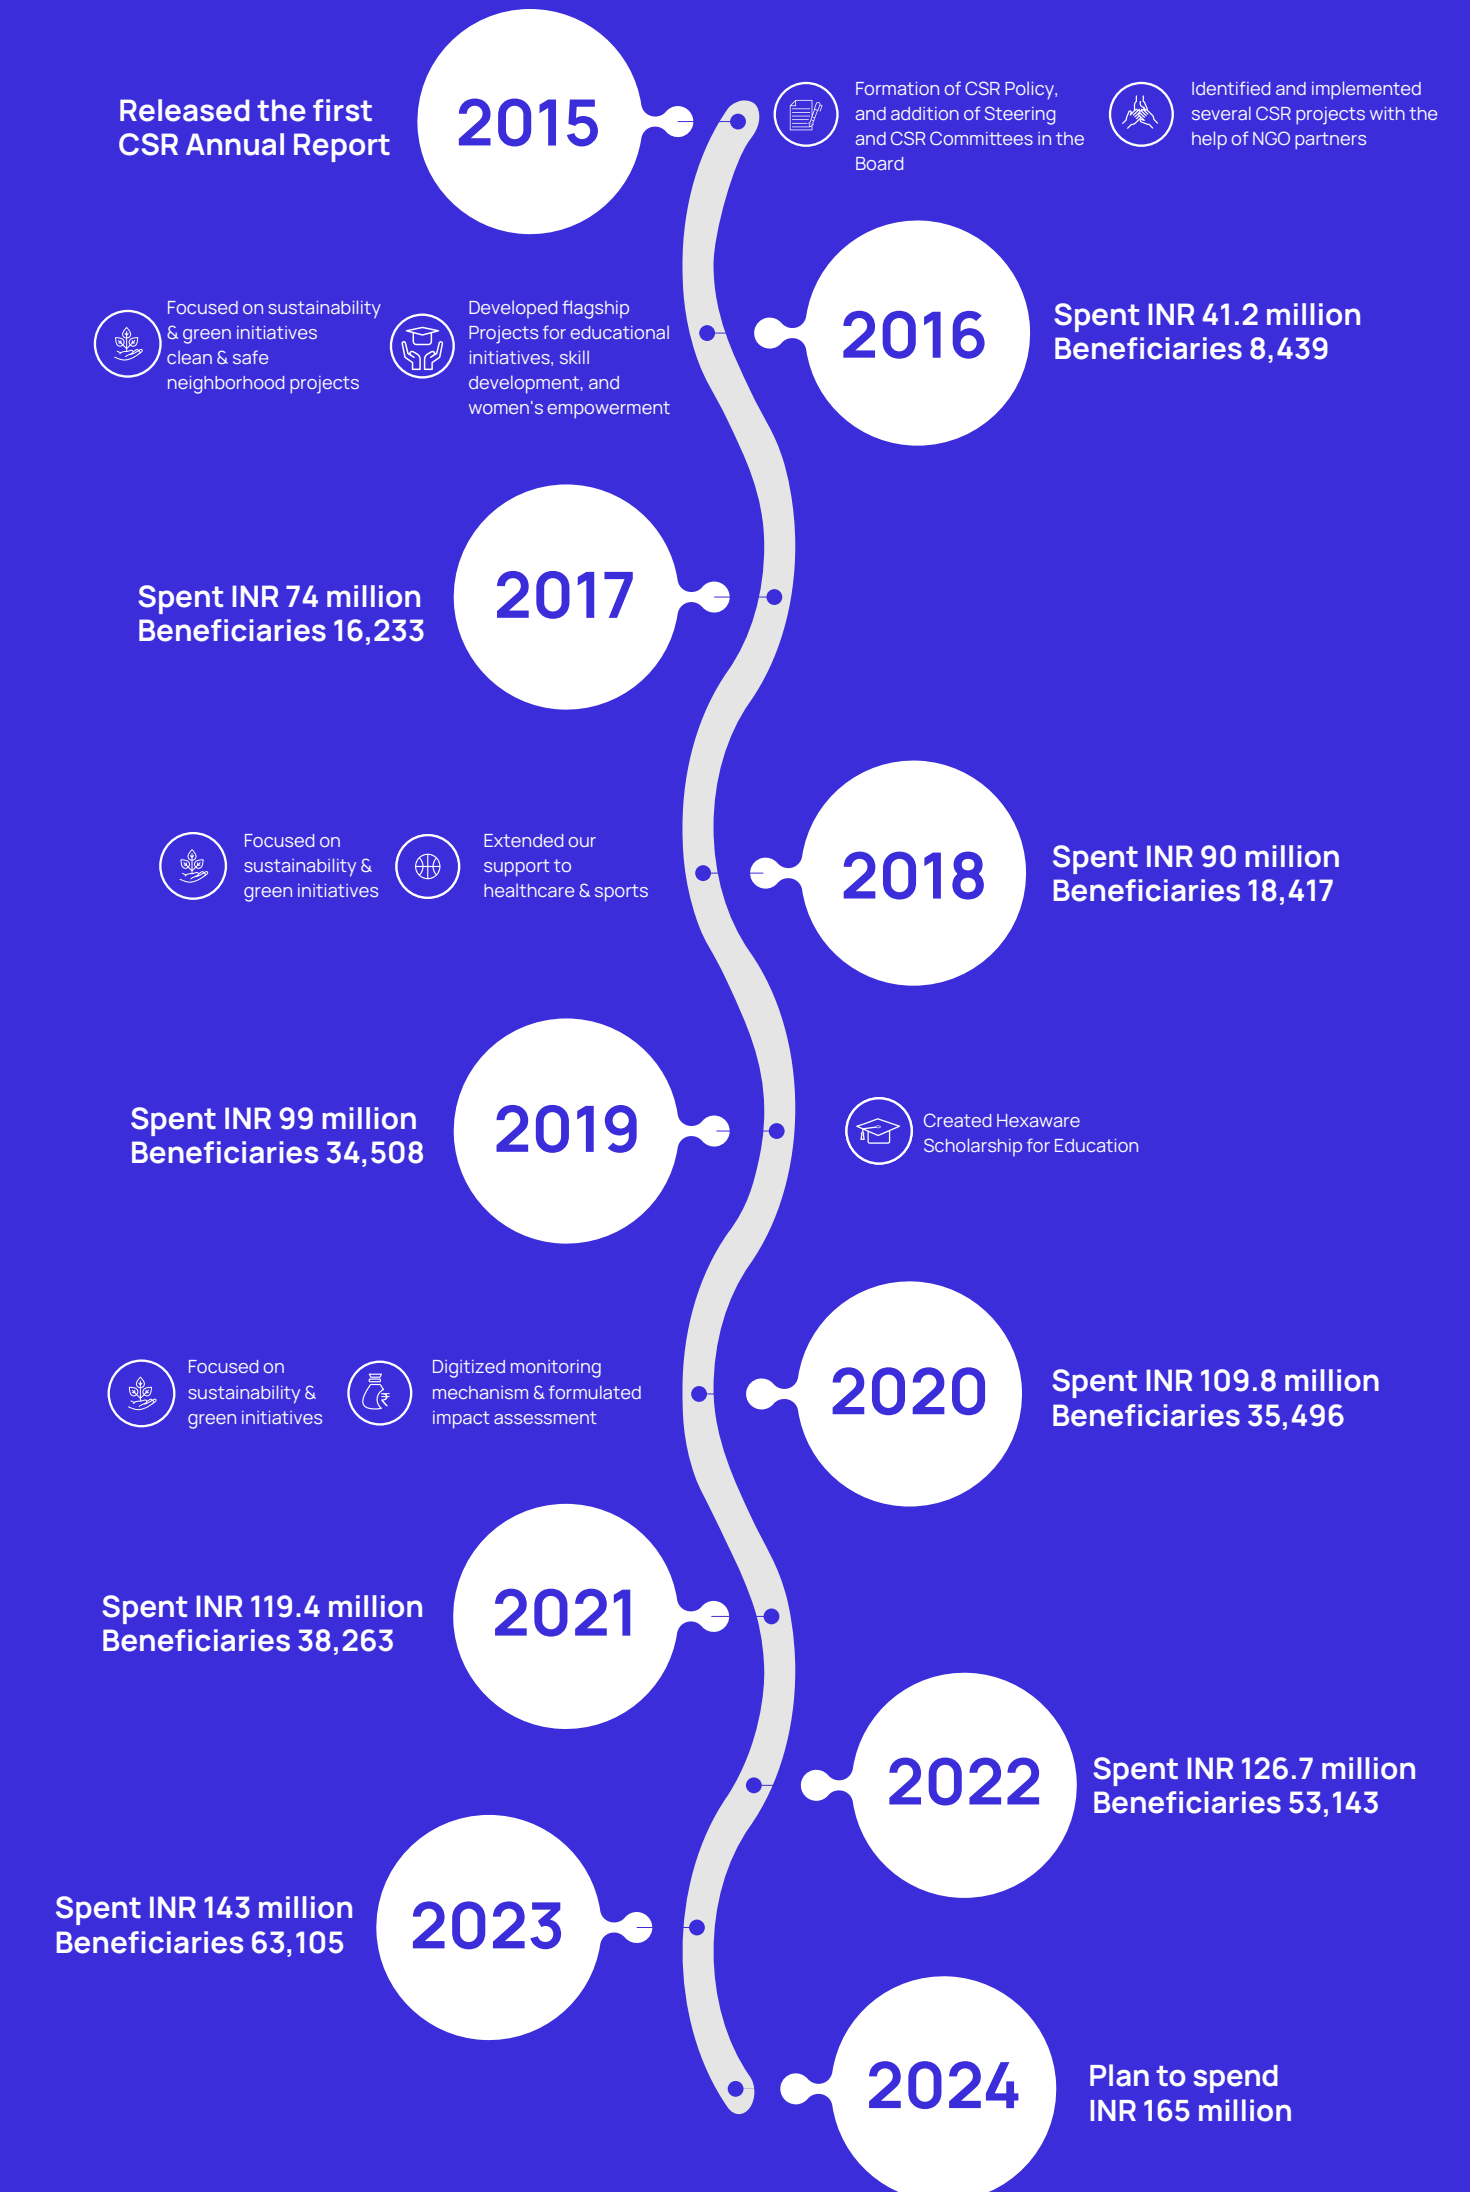 Released the first
CSR Annual Report
2015
Formation of CSR Policy,
and addition of Steering
and CSR Committees in the
Board
Identified and implemented
several CSR projects with the
help of NGO partners
Focused on sustainability
& green initiatives
clean & safe
neighborhood projects
Developed flagship
Projects for educational
initiatives, skill
development, and
women's empowerment
2016
Spent INR 41.2 million
Beneficiaries 8,439
Spent INR 74 million
Beneficiaries 16,233
2017
Focused on
sustainability &
green initiatives
Extended our
support to
healthcare & sports
2018
Spent INR 90 million
Beneficiaries 18,417
Spent INR 99 million
Beneficiaries 34,508
2019
Created Hexaware
Scholarship for Education
Focused on
sustainability &
green initiatives
Digitized monitoring
mechanism & formulated
impact assessment
2020
Spent INR 109.8 million
Beneficiaries 35,496
Spent INR 119.4 million
Beneficiaries 38,263
2021
2022
Spent INR 126.7 million
Beneficiaries 53,143
Spent INR 143 million
Beneficiaries 63,105
2023
2024
Plan to spend
INR 165 million